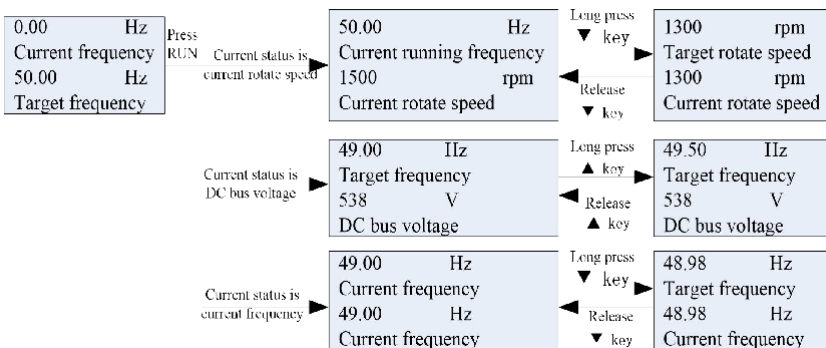 0.00 Hz
Current frequency
50.00 Hz
Target frequency
Press
RUN
Current status is
current rotate speed
50.00 Hz
Current running frequency
1500 rpm
Current rotate speed
Long press
▼ key
Release
▼ key
1300 rpm
Target rotate speed
1300 rpm
Current rotate speed
Current status is
DC bus voltage
49.00 Hz
Target frequency
538 V
DC bus voltage
Long press
▲ key
Release
▲ key
49.50 Hz
Target frequency
538 V
DC bus voltage
Current status is
current frequency
49.00 Hz
Current frequency
49.00 Hz
Current frequency
Long press
▼ key
Release
▼ key
48.98 Hz
Target frequency
48.98 Hz
Current frequency